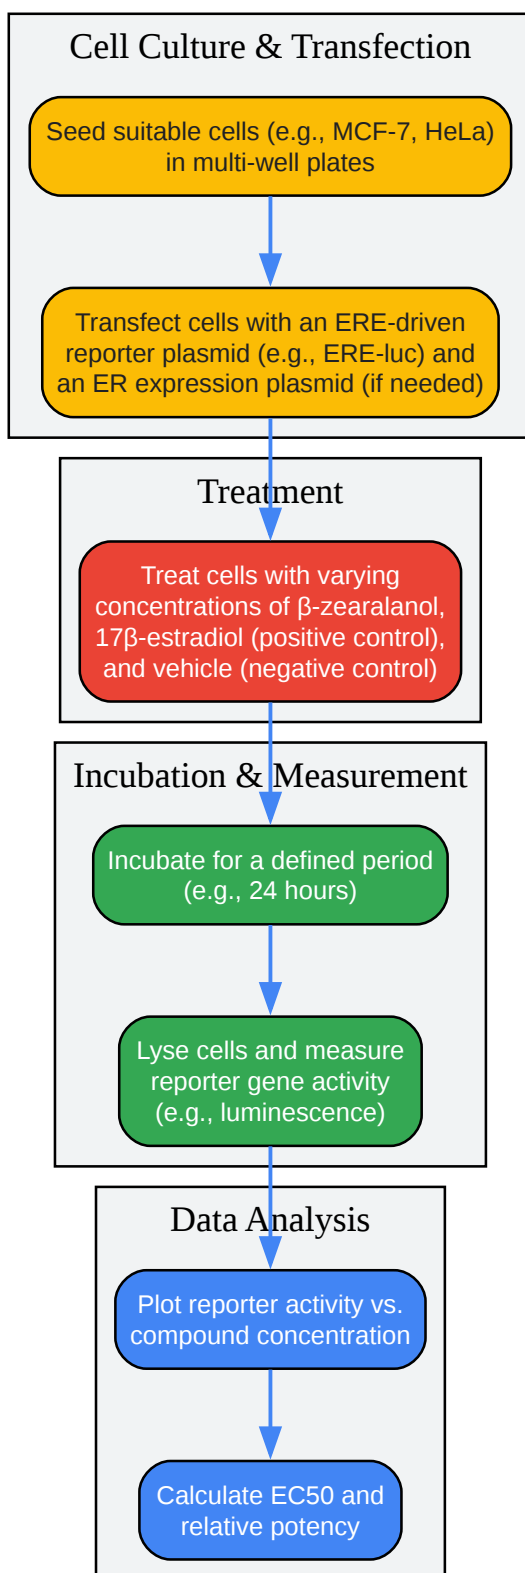 Cell Culture & Transfection
Seed suitable cells (e.g., MCF-7, HeLa)
in multi-well plates
Transfect cells with an ERE-driven
reporter plasmid (e.g., ERE-luc) and
an ER expression plasmid (if needed)
Treatment
Treat cells with varying
concentrations of β-zearalanol,
17β-estradiol (positive control),
and vehicle (negative control)
Incubation & Measurement
Incubate for a defined period
(e.g., 24 hours)
Lyse cells and measure
reporter gene activity
(e.g., luminescence)
Data Analysis
Plot reporter activity vs.
compound concentration
Calculate EC50 and
relative potency